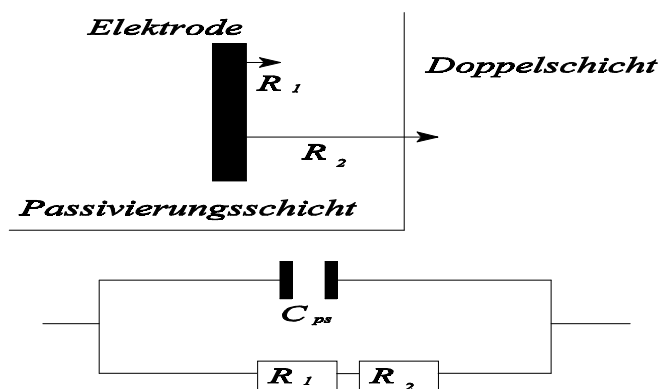 Elektrode
Doppelschicht
R 1
R 2
Passivierungsschicht
C ps
R 1 R 2